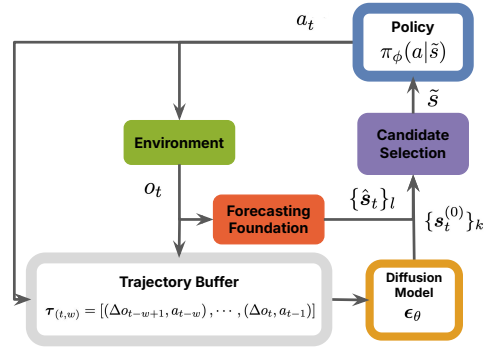 a_t
Policy
π_ϕ(a|s̃)
s̃
Environment
Candidate
Selection
o_t
Forecasting
Foundation
{ŝ_t}_l
{s_t^{(0)}}_k
Trajectory Buffer
τ_{(t,w)} = [(Δo_{t−w+1}, a_{t−w}), ⋯, (Δo_t, a_{t−1})]
Diffusion
Model
ϵ_θ